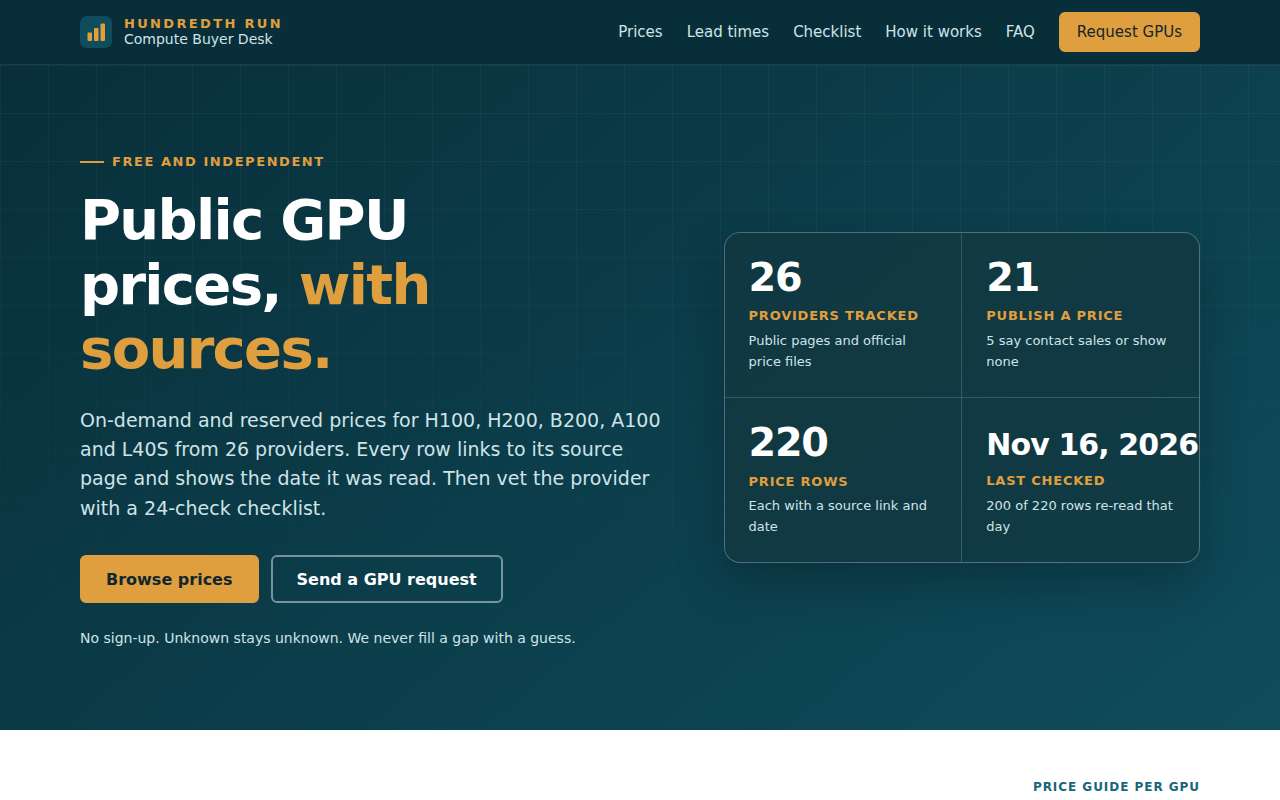 HUNDREDTH RUN
Compute Buyer Desk
Prices
Lead times
Checklist
How it works
FAQ
Request GPUs
FREE AND INDEPENDENT
Public GPU
prices, with
sources.
On-demand and reserved prices for H100, H200, B200, A100
and L40S from 26 providers. Every row links to its source
page and shows the date it was read. Then vet the provider
with a 24-check checklist.
Browse prices
Send a GPU request
No sign-up. Unknown stays unknown. We never fill a gap with a guess.
26
PROVIDERS TRACKED
Public pages and official
price files
21
PUBLISH A PRICE
5 say contact sales or show
none
220
PRICE ROWS
Each with a source link and
date
Nov 16, 2026
LAST CHECKED
200 of 220 rows re-read that
day
PRICE GUIDE PER GPU